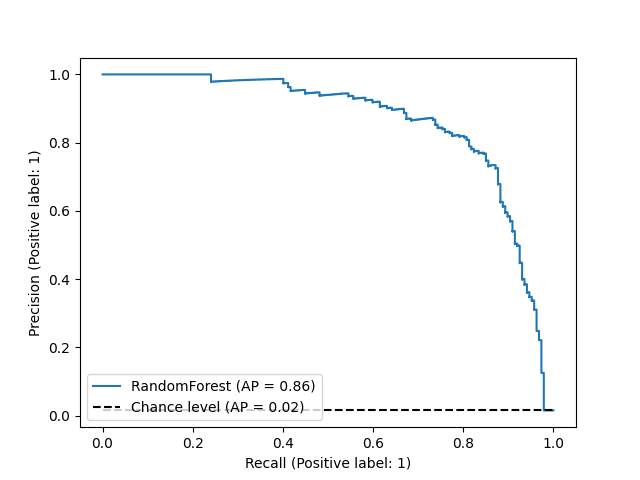 1.0
0.8
0.6
0.4
0.2
0.0
Precision (Positive label: 1)
RandomForest (AP = 0.86)
Chance level (AP = 0.02)
0.0 0.2 0.4 0.6 0.8 1.0
Recall (Positive label: 1)